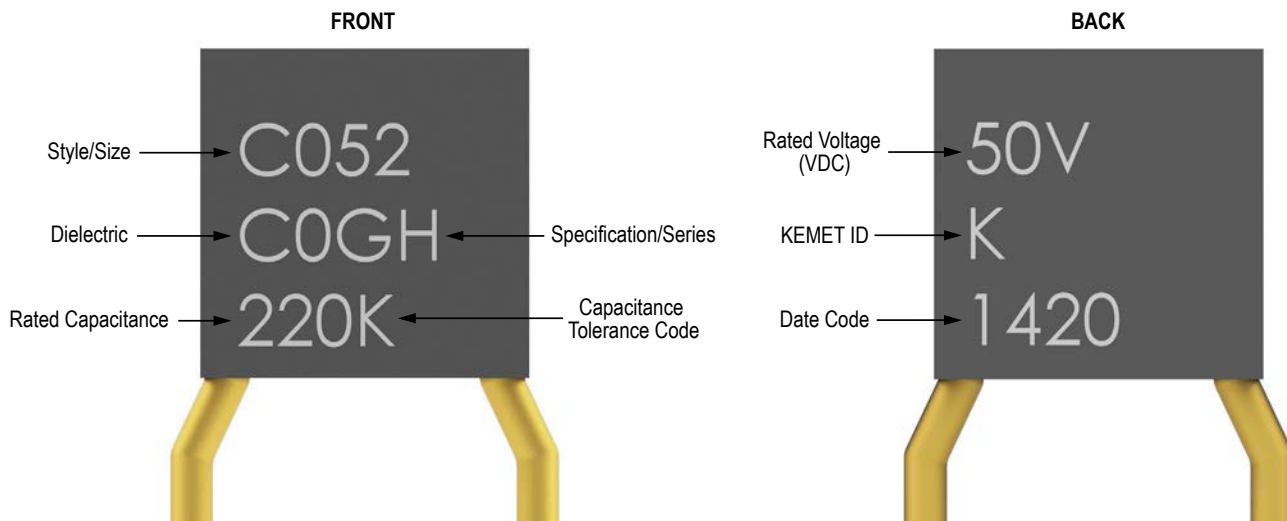 FRONT
BACK
Style/Size
C052
Dielectric
C0GH
Specification/Series
Rated Capacitance
220K
Capacitance
Tolerance Code
Rated Voltage
(VDC)
50V
KEMET ID
K
Date Code
1420